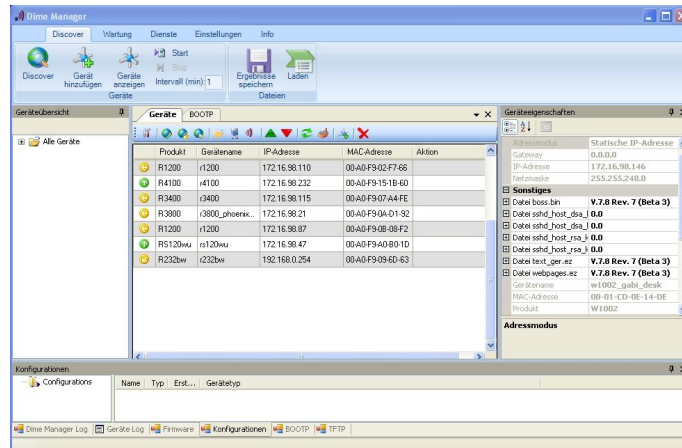 Dime Manager
Discover Wartung Dienste Einstellungen Info
Discover
Gerät hinzufügen
Geräte anzeigen
Start
Stop
Intervall (min): 1
Ergebnisse speichern
Laden
Geräte Dateien
Geräteübersicht
Alle Geräte
Geräte BOOTP
Produkt Gerätename IP-Adresse MAC-Adresse Aktion
R1200 r1200 172.16.98.110 00-A0-F9-02-F7-66
R4100 r4100 172.16.98.232 00-A0-F9-15-1B-60
R3400 r3400 172.16.98.115 00-A0-F9-07-A4-FE
R3800 r3800_phoenix... 172.16.98.21 00-A0-F9-0A-D1-92
R1200 r1200 172.16.98.87 00-A0-F9-0B-08-F2
RS120wu rs120wu 172.16.98.47 00-A0-F9-A0-B0-1D
R232bw r232bw 192.168.0.254 00-A0-F9-09-6D-63
Geräteeigenschaften
Adressmodus Statische IP-Adresse
Gateway 0.0.0.0
IP-Adresse 172.16.98.146
Netzmaske 255.255.248.0
Sonstiges
Datei boss.bin V.7.8 Rev. 7 (Beta 3)
Datei sshd_host_dsa_l 0.0
Datei sshd_host_dsa_l 0.0
Datei sshd_host_rsa_k 0.0
Datei sshd_host_rsa_k 0.0
Datei text_ger.ez V.7.8 Rev. 7 (Beta 3)
Datei webpages.ez V.7.8 Rev. 7 (Beta 3)
Gerätename w1002_gabi_desk
MAC-Adresse 00-01-CD-0E-14-DE
Produkt W1002
Adressmodus
Konfigurationen
Configurations
Name Typ Erst... Gerätetyp
Dime Manager Log Geräte Log Firmware Konfigurationen BOOTP TFTP